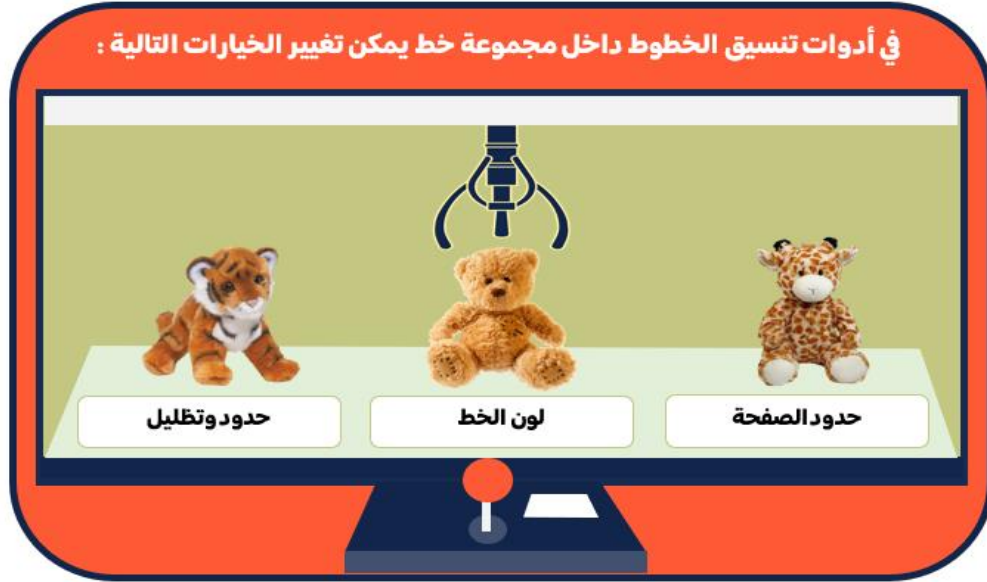 في أدوات تنسيق الخطوط داخل مجموعة خط يمكن تغيير الخيارات التالية :
حدود الصفحة
لون الخط
حدود وتظليل